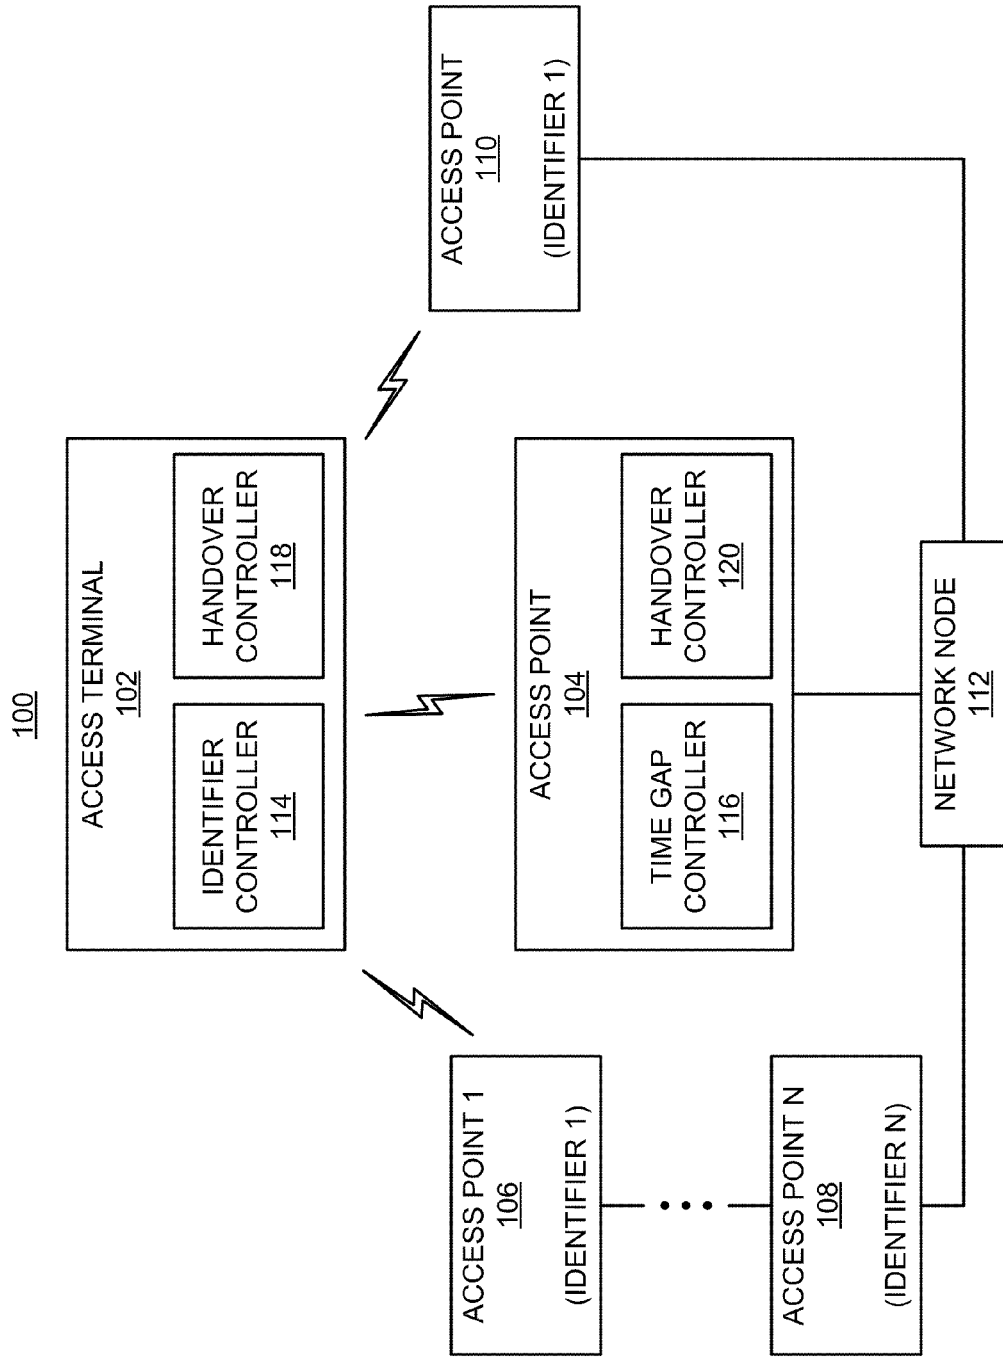 100
ACCESS TERMINAL
102
IDENTIFIER
CONTROLLER
114
HANDOVER
CONTROLLER
118
ACCESS POINT 1
106
(IDENTIFIER 1)
ACCESS POINT N
108
(IDENTIFIER N)
ACCESS POINT
104
TIME GAP
CONTROLLER
116
HANDOVER
CONTROLLER
120
ACCESS POINT
110
(IDENTIFIER 1)
NETWORK NODE
112